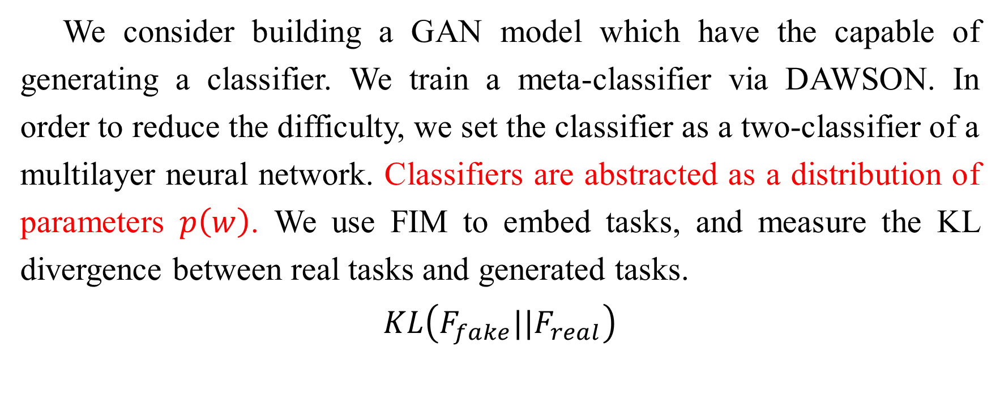 We consider building a GAN model which have the capable of
generating a classifier. We train a meta-classifier via DAWSON. In
order to reduce the difficulty, we set the classifier as a two-classifier of a
multilayer neural network. Classifiers are abstracted as a distribution of
parameters p(w). We use FIM to embed tasks, and measure the KL
divergence between real tasks and generated tasks.
KL(F_{fake}||F_{real})